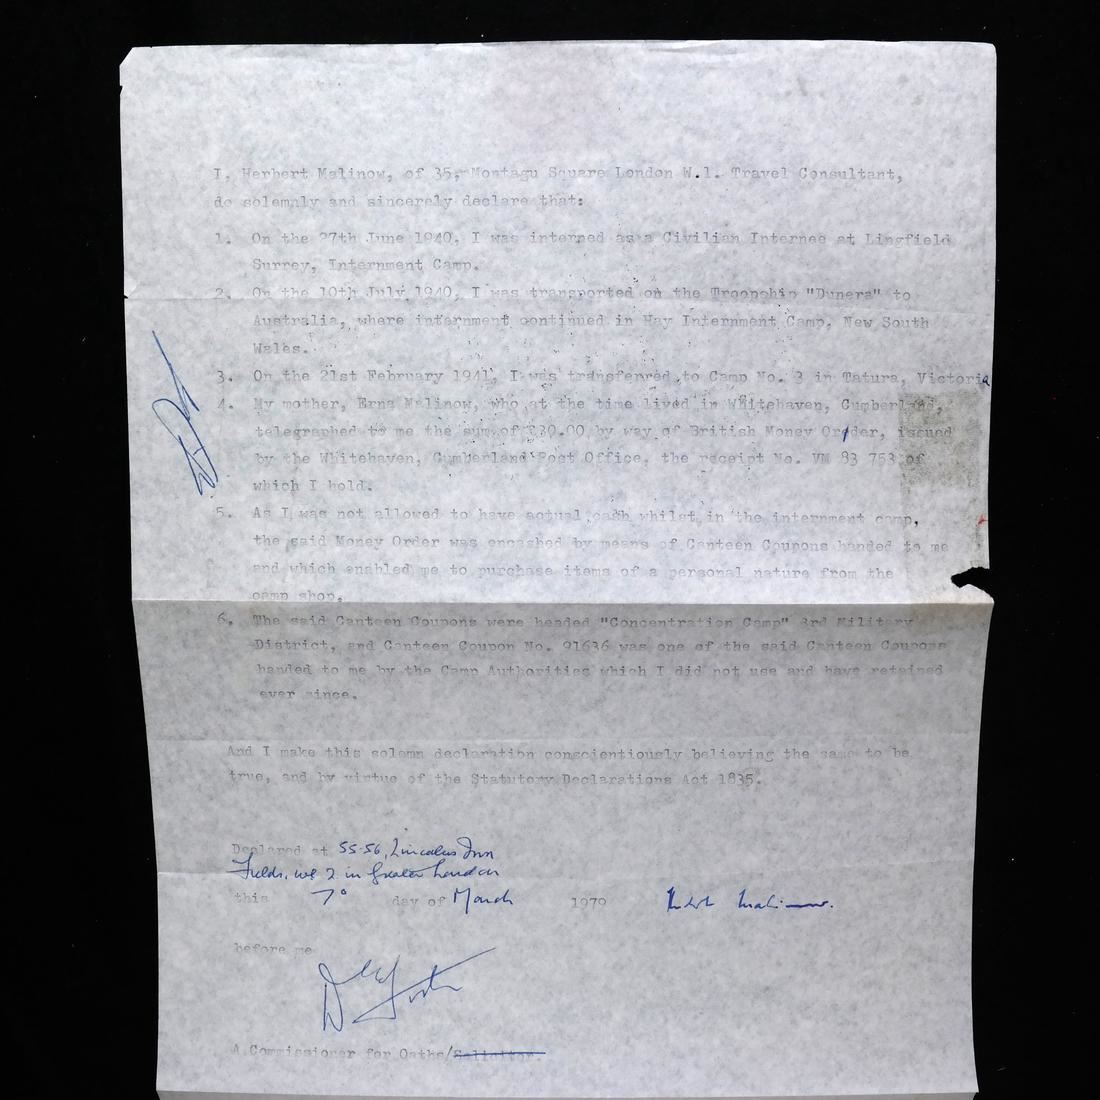 I, Herbert Malinow, of 35, Montagu Square London W.1. Travel Consultant,
do solemnly and sincerely declare that:
1. On the 27th June 1940, I was interned as a Civilian Internee at Lingfield
Surrey, Internment Camp.
2. On the 10th July 1940, I was transported on the Troopship "Dunera" to
Australia, where internment continued in Hay Internment Camp, New South
Wales.
3. On the 21st February 1941, I was transferred to Camp No. 3 in Tatura, Victoria
4. My mother, Erna Malinow, who at the time lived in Whitehaven, Cumberland,
telegraphed to me the sum of £30.00 by way of British Money Order, issued
by the Whitehaven, Cumberland Post Office, the receipt No. VM 83 753 of
which I hold.
5. As I was not allowed to have actual cash whilst in the internment camp,
the said Money Order was encashed by means of Canteen Coupons handed to me
and which enabled me to purchase items of a personal nature from the
camp shop.
6. The said Canteen Coupons were headed "Concentration Camp" 3rd Military
District, and Canteen Coupon No. 91636 was one of the said Canteen Coupons
handed to me by the Camp Authorities which I did not use and have retained
ever since.
And I make this solemn declaration conscientiously believing the same to be
true, and by virtue of the Statutory Declarations Act 1835.
Declared at 55-56, Lincolns Inn
Fields, WC2 in Greater London
this 7º day of March 1979
before me
A Commissioner for Oaths/Solicitor.